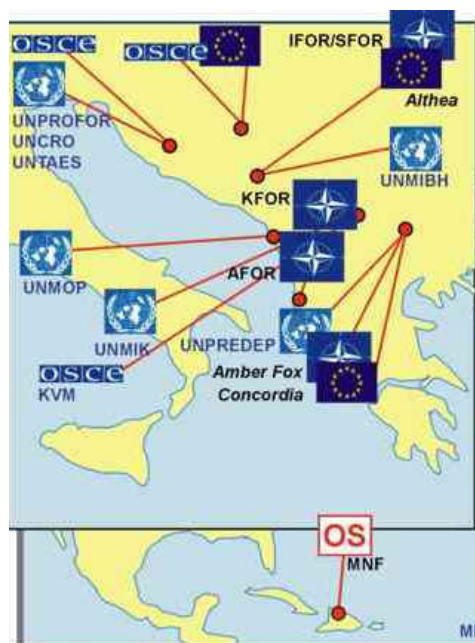 osce
osce
IFOR/SFOR
Althea
UNPROFOR
UNCRO
UNTAES
UNMIBH
KFOR
AFOR
UNMOP
UNMIK
UNPREDEP
Amber Fox
Concordia
osce
KVM
OS
MNF
M